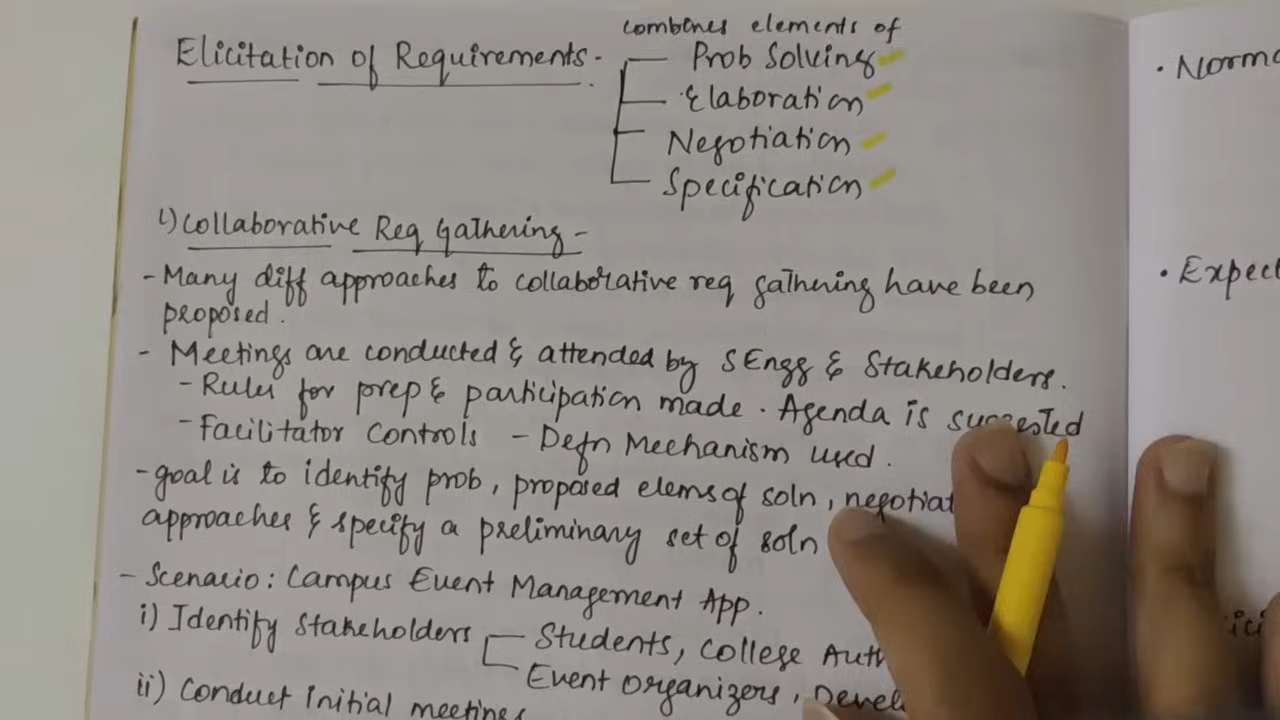 combines elements of
Elicitation of Requirements -
Prob Solving
Elaboration
Negotiation
Specification
i) Collaborative Req Gathering -
- Many diff approaches to collaborative req gathering have been
proposed.
- Meetings are conducted & attended by SEngg & Stakeholders.
- Rules for prep & participation made. Agenda is suggested
- Facilitator controls - Defn Mechanism used.
- goal is to identify prob, proposed elems of soln, negotiat
approaches & specify a preliminary set of soln
- Scenario: Campus Event Management App.
i) Identify Stakeholders
Students, College Auth
Event Organizers, Devel
ii) Conduct initial meetings
• Norma
• Expect